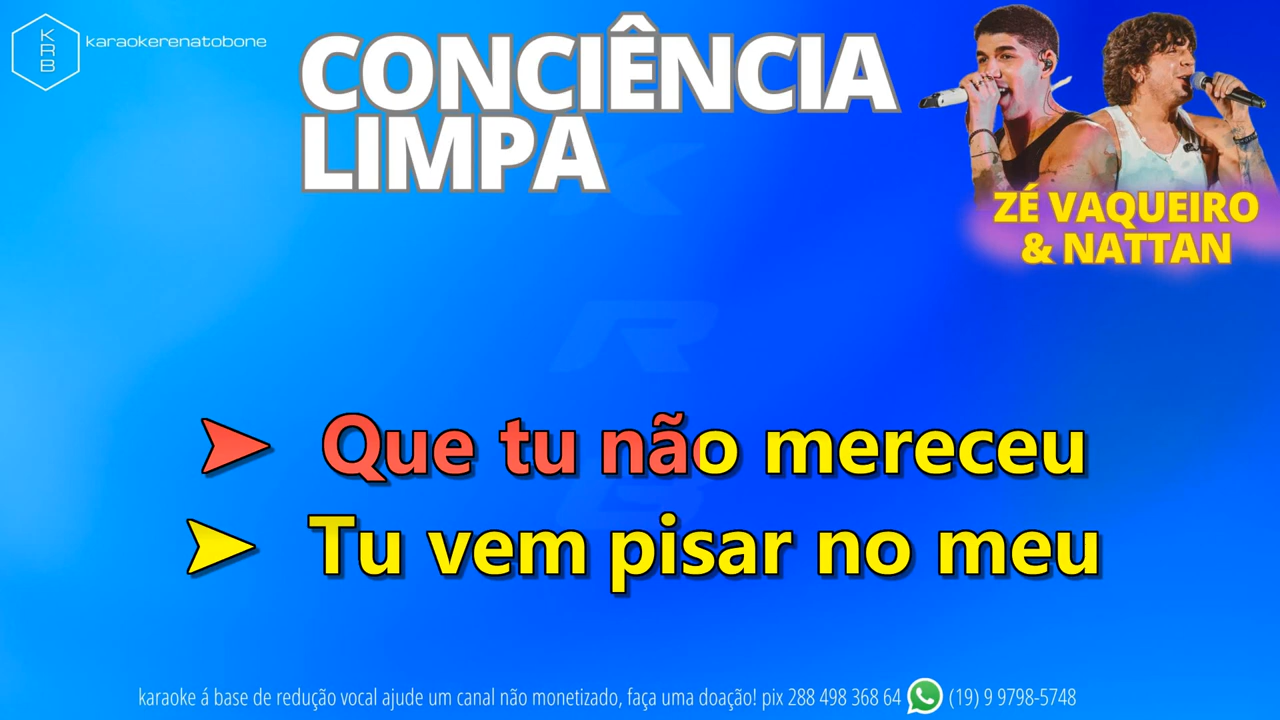 KRB
karaokerenatobone
CONCIÊNCIA
LIMPA
ZÉ VAQUEIRO
& NATTAN
K
R
B
Que tu não mereceu
Tu vem pisar no meu
karaoke á base de redução vocal ajude um canal não monetizado, faça uma doação! pix 288 498 368 64 (19) 9 9798-5748